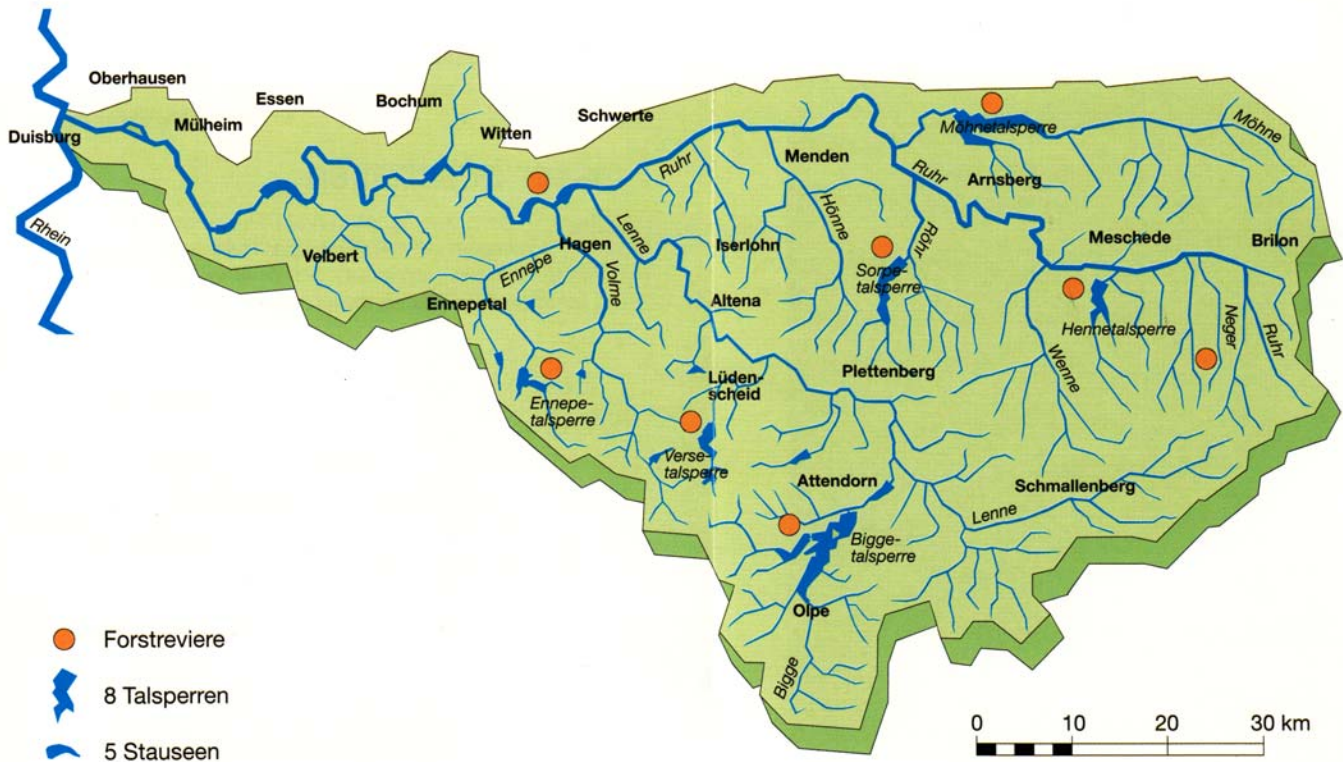 Oberhausen
Essen
Bochum
Duisburg
Mülheim
Witten
Schwerte
Möhnetalsperre
Möhne
Menden
Ruhr
Ruhr
Arnsberg
Rhein
Velbert
Hagen
Lenne
Iserlohn
Hönne
Röhr
Meschede
Brilon
Ennepe
Volme
Sorpe-
talsperre
Ennepetal
Altena
Hennetalsperre
Neger
Ruhr
Wenne
Plettenberg
Lüden-
scheid
Ennepe-
talsperre
Verse-
talsperre
Attendorn
Schmallenberg
Lenne
Bigge-
talsperre
Olpe
Bigge
Forstreviere
8 Talsperren
5 Stauseen
0 10 20 30 km